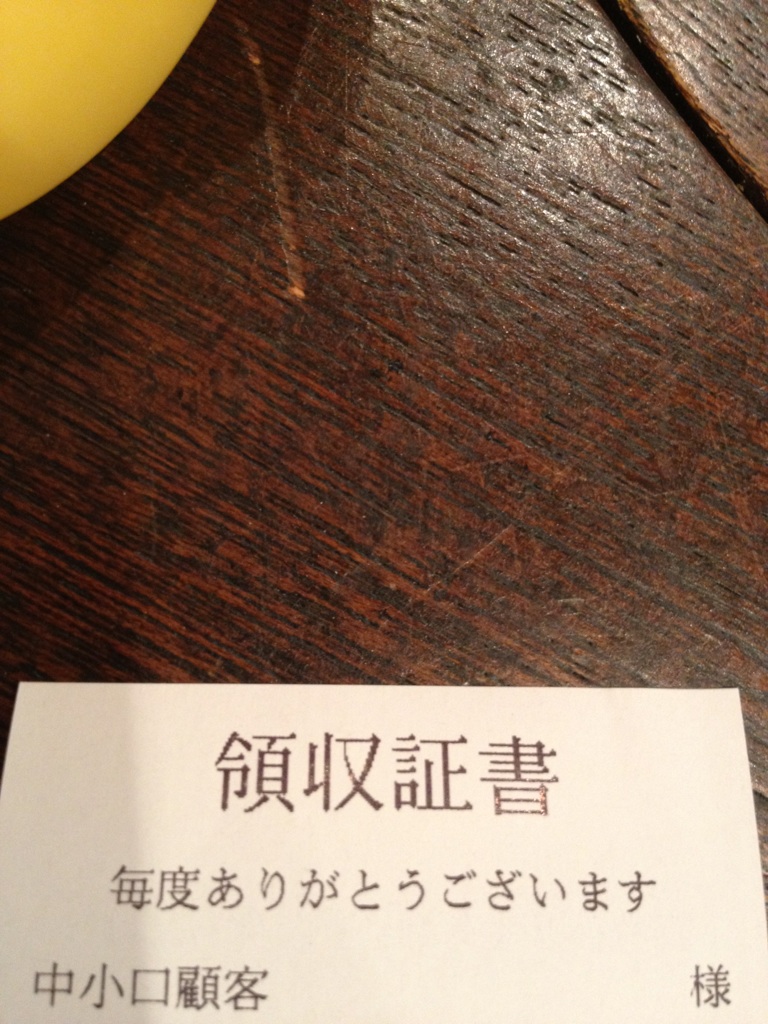 領収証書
毎度ありがとうございます
中小口顧客 様